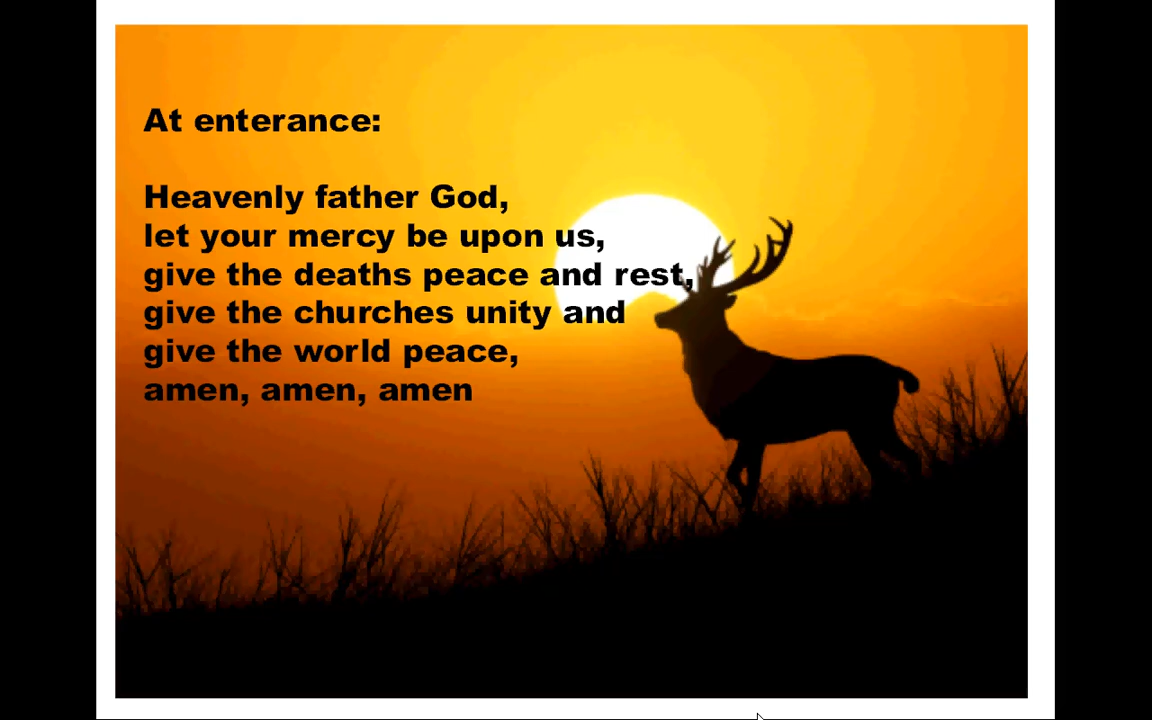 At enterance:
Heavenly father God,
let your mercy be upon us,
give the deaths peace and rest,
give the churches unity and
give the world peace,
amen, amen, amen